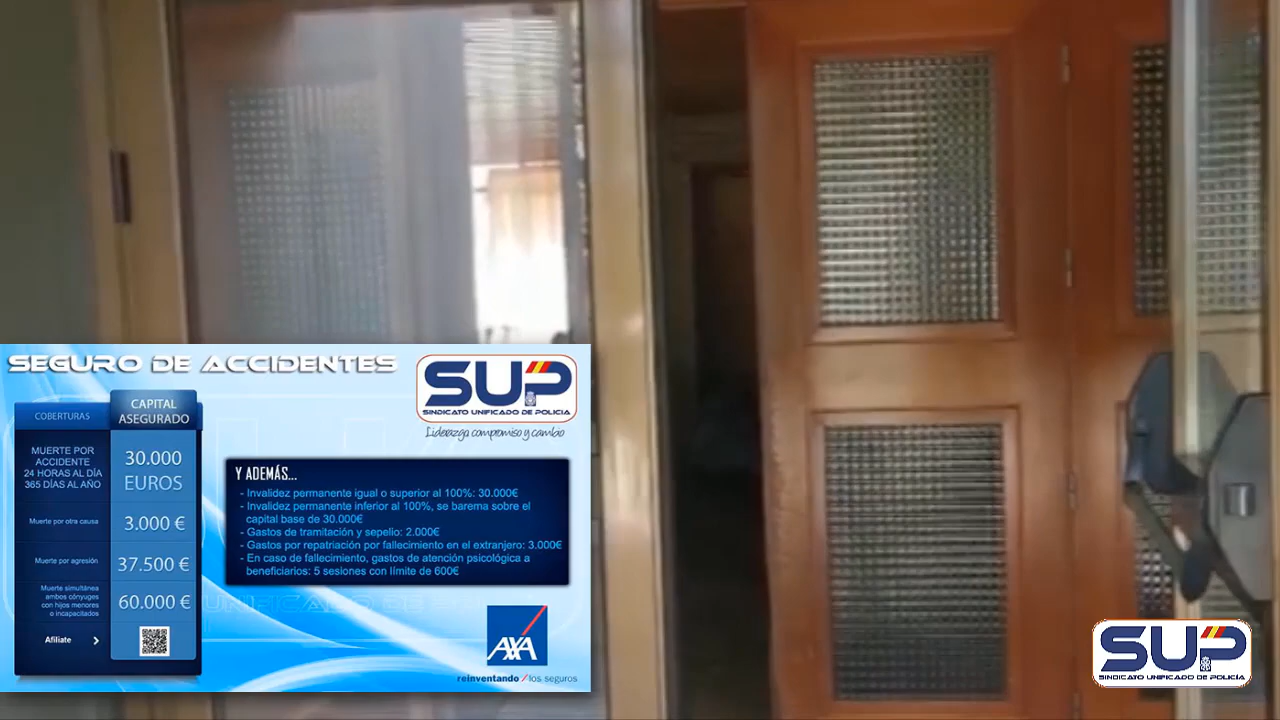 SEGURO DE ACCIDENTES
SUP
SINDICATO UNIFICADO DE POLICÍA
Liderazgo compromiso y cambio
COBERTURAS
CAPITAL
ASEGURADO
MUERTE POR
ACCIDENTE
24 HORAS AL DÍA
365 DÍAS AL AÑO
30.000
EUROS
Muerte por otra causa
3.000 €
Muerte por agresión
37.500 €
Muerte simultánea
ambos cónyuges
con hijos menores
o incapacitados
60.000 €
Afíliate
Y ADEMÁS...
- Invalidez permanente igual o superior al 100%: 30.000€
- Invalidez permanente inferior al 100%, se barema sobre el
capital base de 30.000€
- Gastos de tramitación y sepelio: 2.000€
- Gastos por repatriación por fallecimiento en el extranjero: 3.000€
- En caso de fallecimiento, gastos de atención psicológica a
beneficiarios: 5 sesiones con límite de 600€
AXA
reinventando / los seguros
SUP
SINDICATO UNIFICADO DE POLICÍA